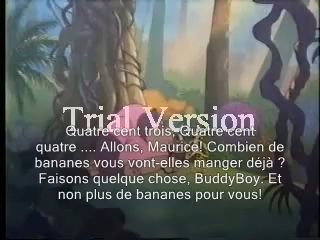 Trial Version
Quatre cent trois, Quatre cent
quatre .... Allons, Maurice! Combien de
bananes vous vont-elles manger déjà ?
Faisons quelque chose, BuddyBoy. Et
non plus de bananes pour vous!